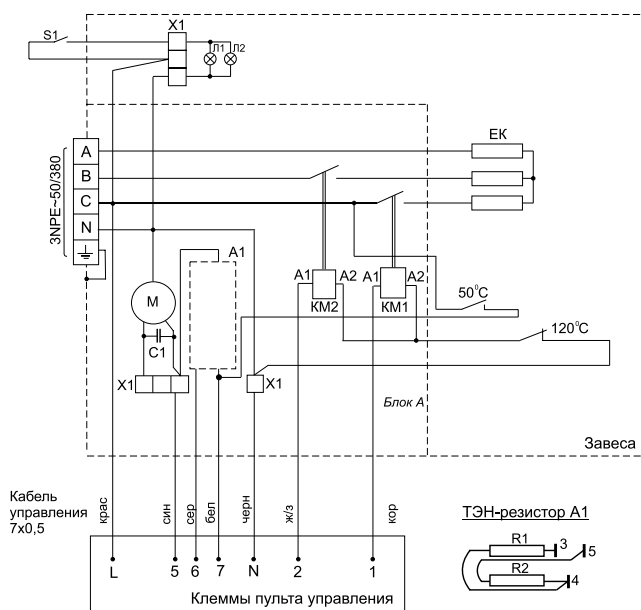 S1
X1
Л1 Л2
3NPE~50/380
A
B
C
N
ЕК
A1
M
C1
X1
A1
A2
КМ2
A1
A2
КМ1
50°С
120°С
X1
Блок А
Завеса
Кабель
управления
7х0,5
крас
син
сер
бел
черн
ж/з
кор
L
5
6
7
N
2
1
Клеммы пульта управления
ТЭН-резистор А1
R1
3
5
R2
4